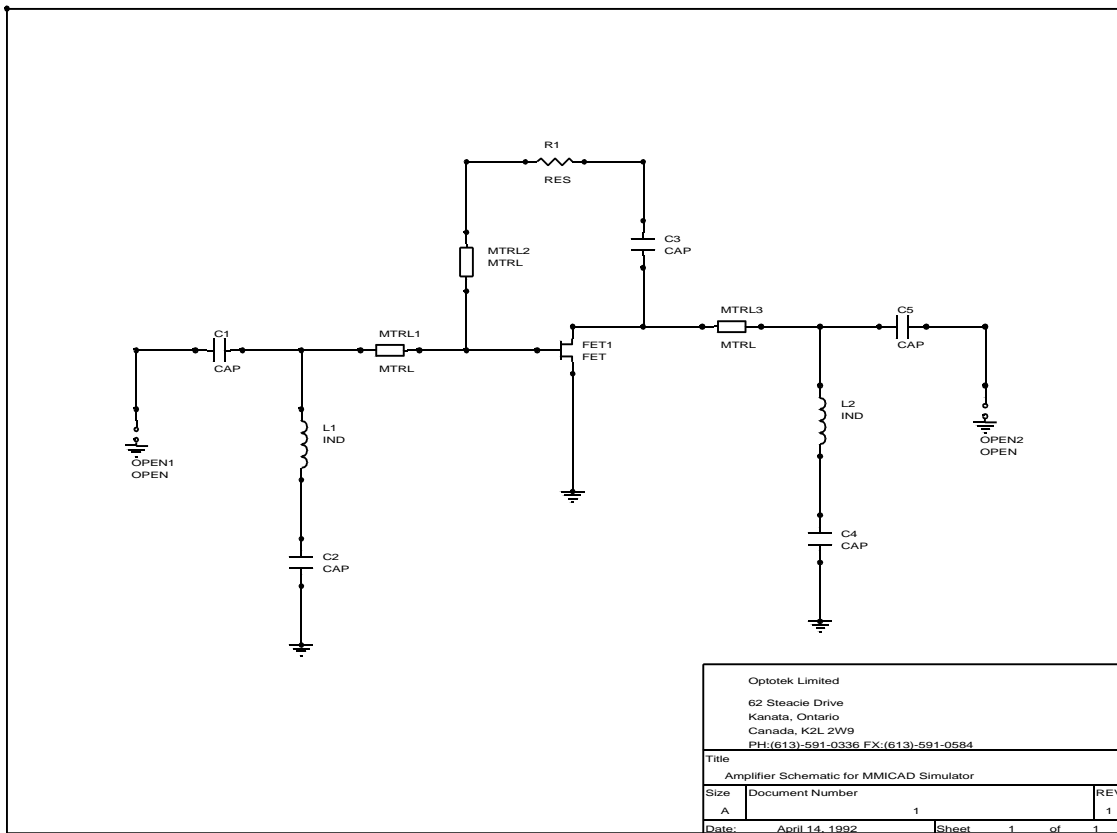 R1
RES
MTRL2
MTRL
C3
CAP
C1
CAP
MTRL1
MTRL
FET1
FET
MTRL3
MTRL
C5
CAP
L1
IND
L2
IND
OPEN1
OPEN
OPEN2
OPEN
C2
CAP
C4
CAP
Optotek Limited
62 Steacie Drive
Kanata, Ontario
Canada, K2L 2W9
PH:(613)-591-0336 FX:(613)-591-0584
Title
Amplifier Schematic for MMICAD Simulator
Size Document Number REV
A 1 1
Date: April 14, 1992 Sheet 1 of 1